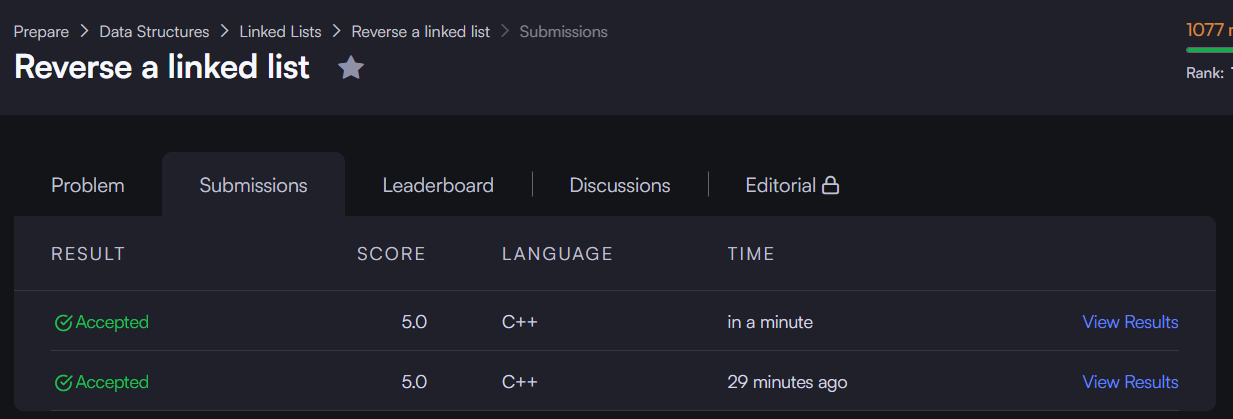 Prepare > Data Structures > Linked Lists > Reverse a linked list > Submissions
Reverse a linked list
1077
Rank:
Problem Submissions Leaderboard Discussions Editorial
RESULT SCORE LANGUAGE TIME
Accepted 5.0 C++ in a minute View Results
Accepted 5.0 C++ 29 minutes ago View Results